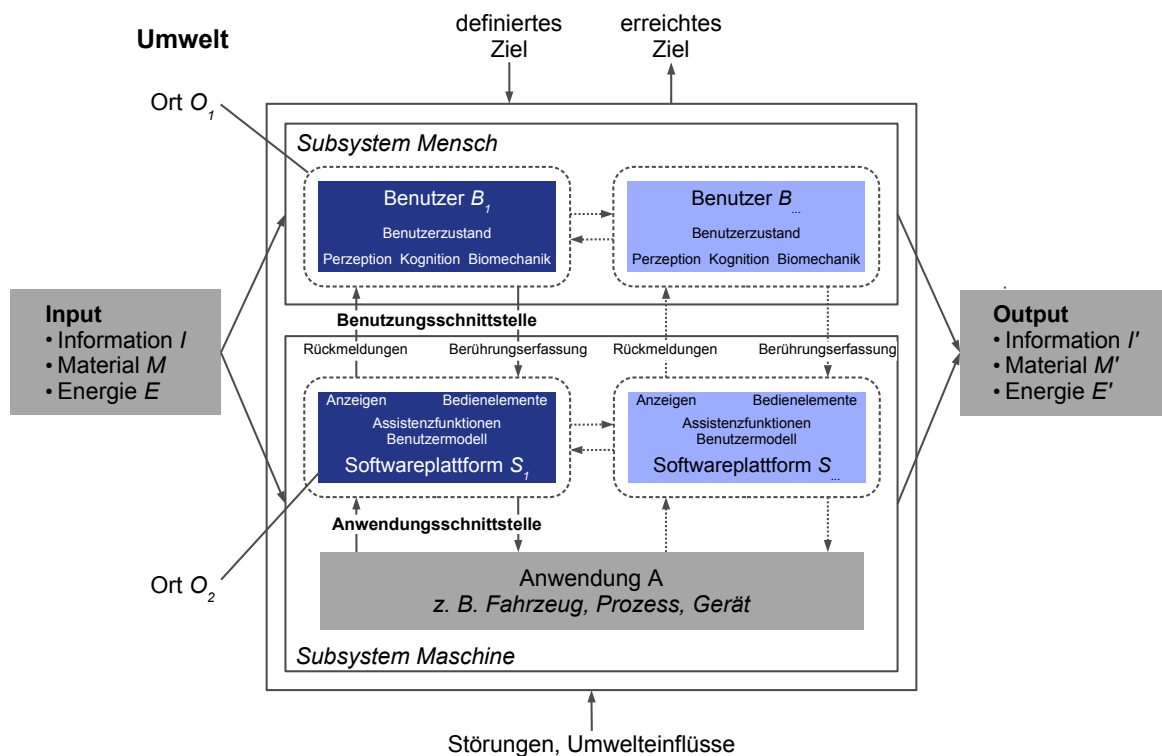 Umwelt
definiertes
Ziel
erreichtes
Ziel
Ort O1
Subsystem Mensch
Benutzer B1
Benutzerzustand
Perzeption Kognition Biomechanik
Benutzer B...
Benutzerzustand
Perzeption Kognition Biomechanik
Input
• Information I
• Material M
• Energie E
Benutzungsschnittstelle
Output
• Information I'
• Material M'
• Energie E'
Rückmeldungen
Berührungserfassung
Rückmeldungen
Berührungserfassung
Anzeigen Bedienelemente
Assistenzfunktionen
Benutzermodell
Softwareplattform S1
Anzeigen Bedienelemente
Assistenzfunktionen
Benutzermodell
Softwareplattform S...
Anwendungsschnittstelle
Ort O2
Anwendung A
z. B. Fahrzeug, Prozess, Gerät
Subsystem Maschine
Störungen, Umwelteinflüsse